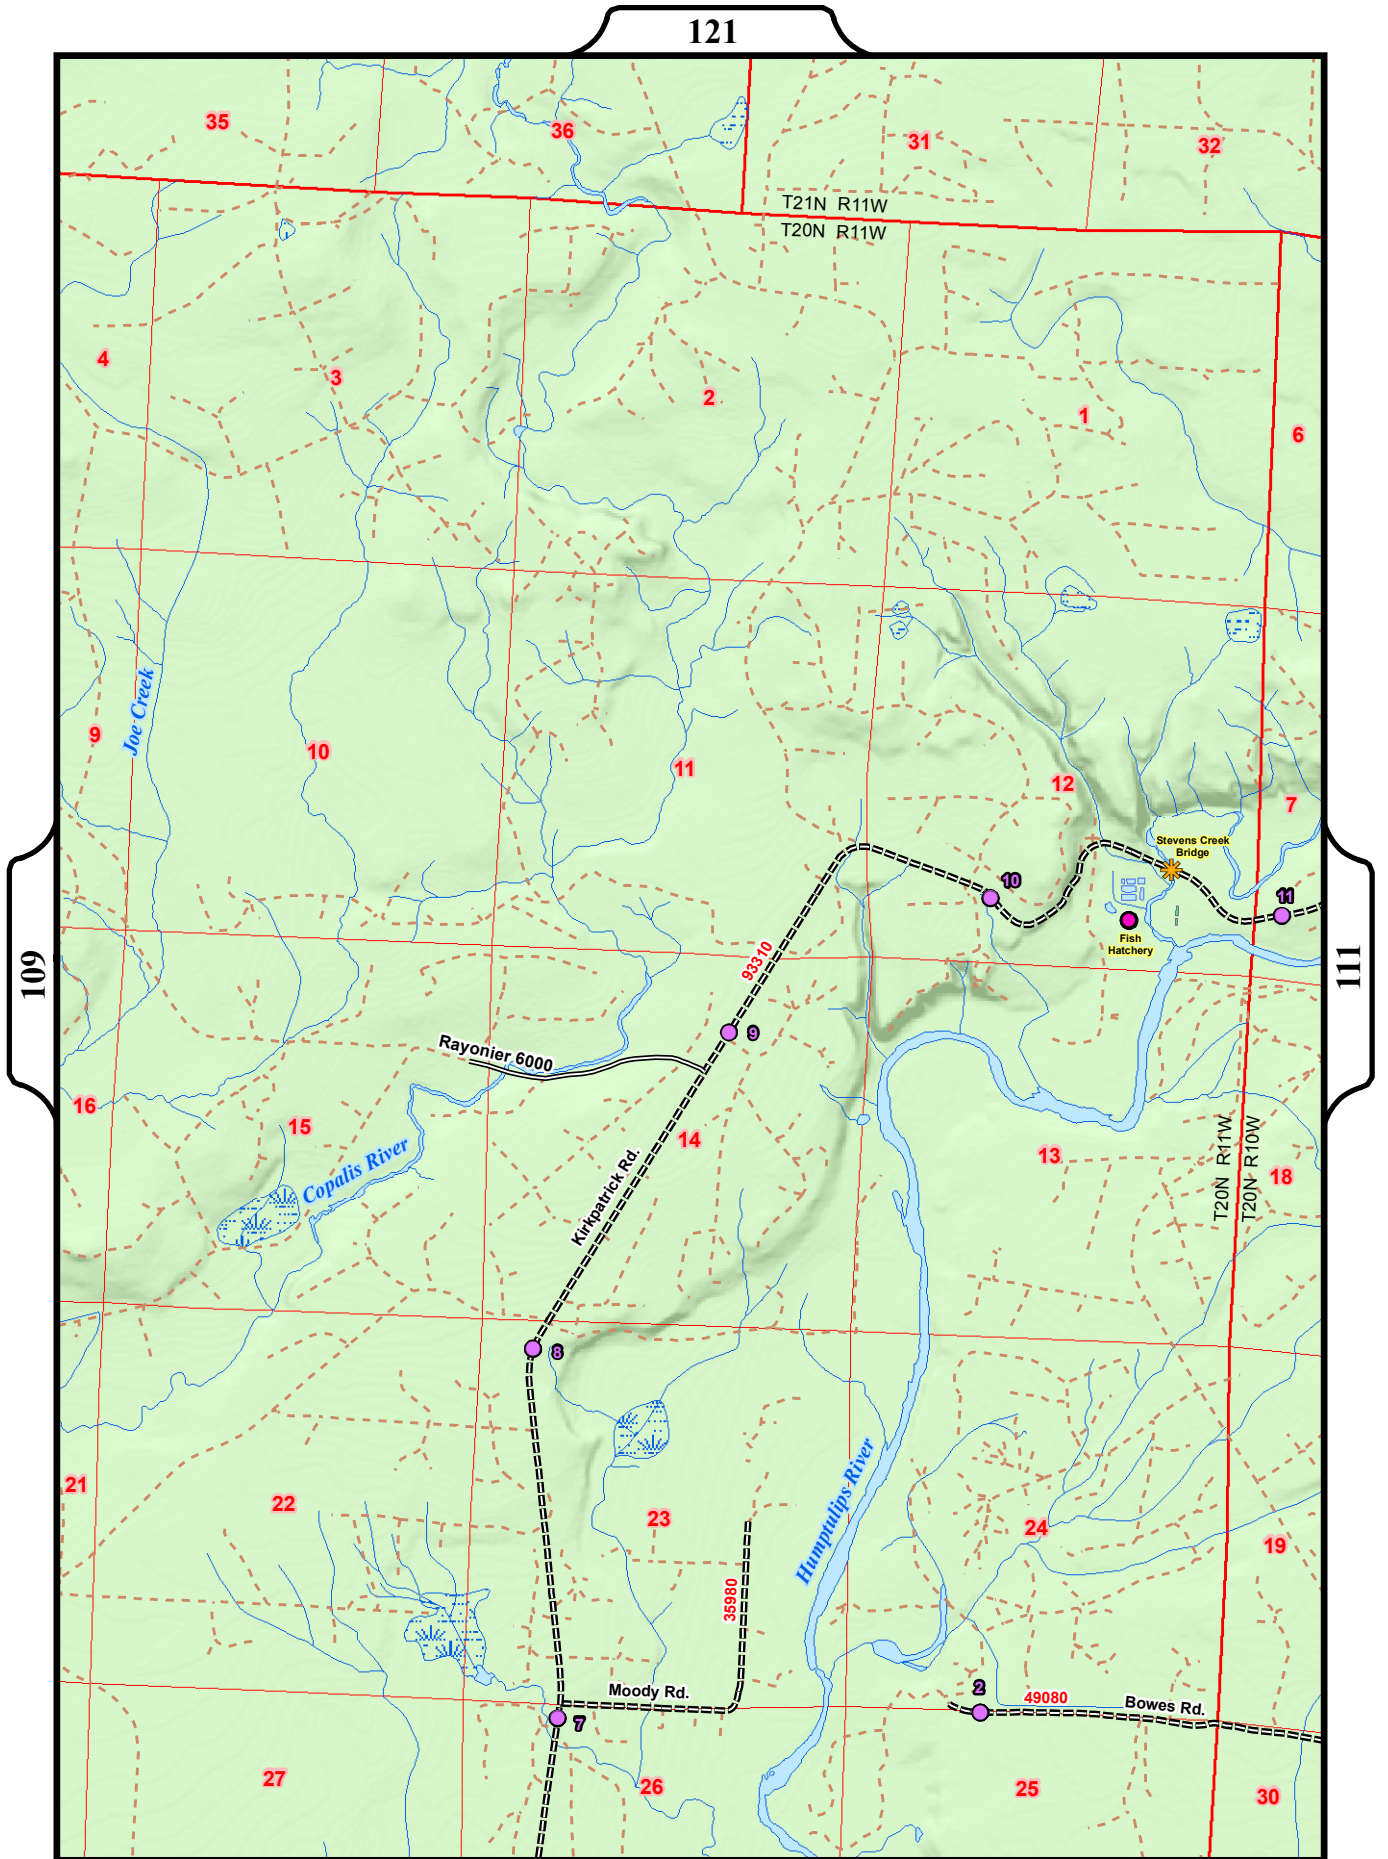 121
35
36
31
32
T21N R11W
T20N R11W
4
3
2
1
6
Joe Creek
9
10
11
12
7
Stevens Creek
Bridge
10
11
Fish
Hatchery
109
111
93310
9
Rayonier 6000
16
15
14
13
18
Copalis River
Kirkpatrick Rd.
T20N R11W
T20N R10W
8
21
22
23
24
19
Humptulips River
35980
Moody Rd.
2
49080
Bowes Rd.
7
27
26
25
30